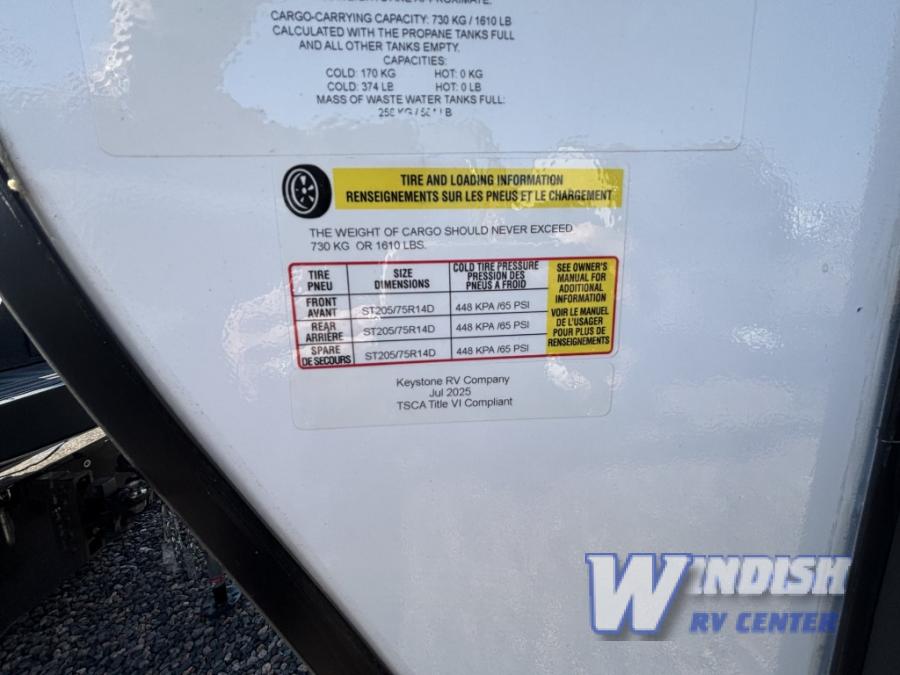 CARGO-CARRYING CAPACITY: 730 KG / 1610 LB
CALCULATED WITH THE PROPANE TANKS FULL
AND ALL OTHER TANKS EMPTY.
CAPACITIES:
COLD: 170 KG HOT: 0 KG
COLD: 374 LB HOT: 0 LB
MASS OF WASTE WATER TANKS FULL:
TIRE AND LOADING INFORMATION
RENSEIGNEMENTS SUR LES PNEUS ET LE CHARGEMENT
THE WEIGHT OF CARGO SHOULD NEVER EXCEED
730 KG OR 1610 LBS.
TIRE PNEU
SIZE DIMENSIONS
COLD TIRE PRESSURE
PRESSION DES
PNEUS A FROID
FRONT AVANT ST205/75R14D 448 KPA /65 PSI
REAR ARRIÈRE ST205/75R14D 448 KPA /65 PSI
SPARE DE SECOURS ST205/75R14D 448 KPA /65 PSI
SEE OWNER'S
MANUAL FOR
ADDITIONAL
INFORMATION
VOIR LE MANUEL
DE L'USAGER
POUR PLUS DE
RENSEIGNEMENTS
Keystone RV Company
Jul 2025
TSCA Title VI Compliant
WINDISH
RV CENTER